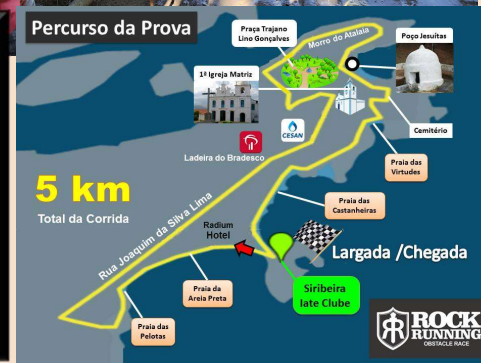 Percurso da Prova
Praça Trajano
Lino Gonçalves
Morro do Atalaia
Poço Jesuítas
1ª Igreja Matriz
CESAN
Ladeira do Bradesco
Cemitério
Praia das
Virtudes
5 km
Total da Corrida
Praia das
Castanheiras
Rua Joaquim da Silva Lima
Radium
Hotel
Largada /Chegada
Praia da
Areia Preta
Siribeira
Iate Clube
Praia das
Pelotas
ROCK
RUNNING
OBSTACLE RACE